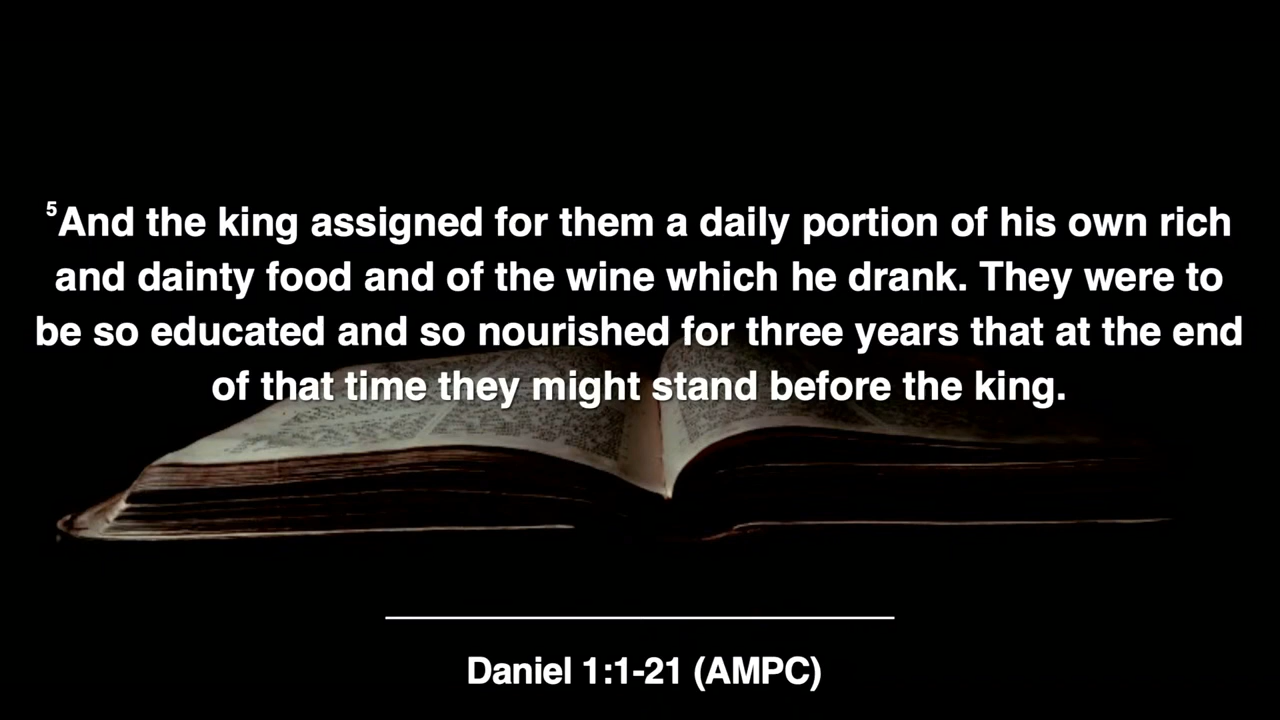 ⁵And the king assigned for them a daily portion of his own rich
and dainty food and of the wine which he drank. They were to
be so educated and so nourished for three years that at the end
of that time they might stand before the king.
Daniel 1:1-21 (AMPC)